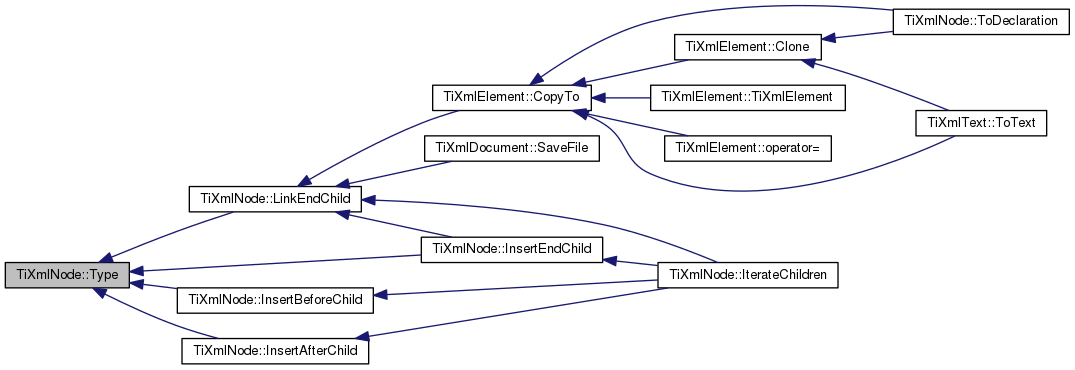 TiXmlNode::ToDeclaration
TiXmlElement::Clone
TiXmlElement::CopyTo
TiXmlElement::TiXmlElement
TiXmlText::ToText
TiXmlDocument::SaveFile
TiXmlElement::operator=
TiXmlNode::LinkEndChild
TiXmlNode::InsertEndChild
TiXmlNode::Type
TiXmlNode::IterateChildren
TiXmlNode::InsertBeforeChild
TiXmlNode::InsertAfterChild